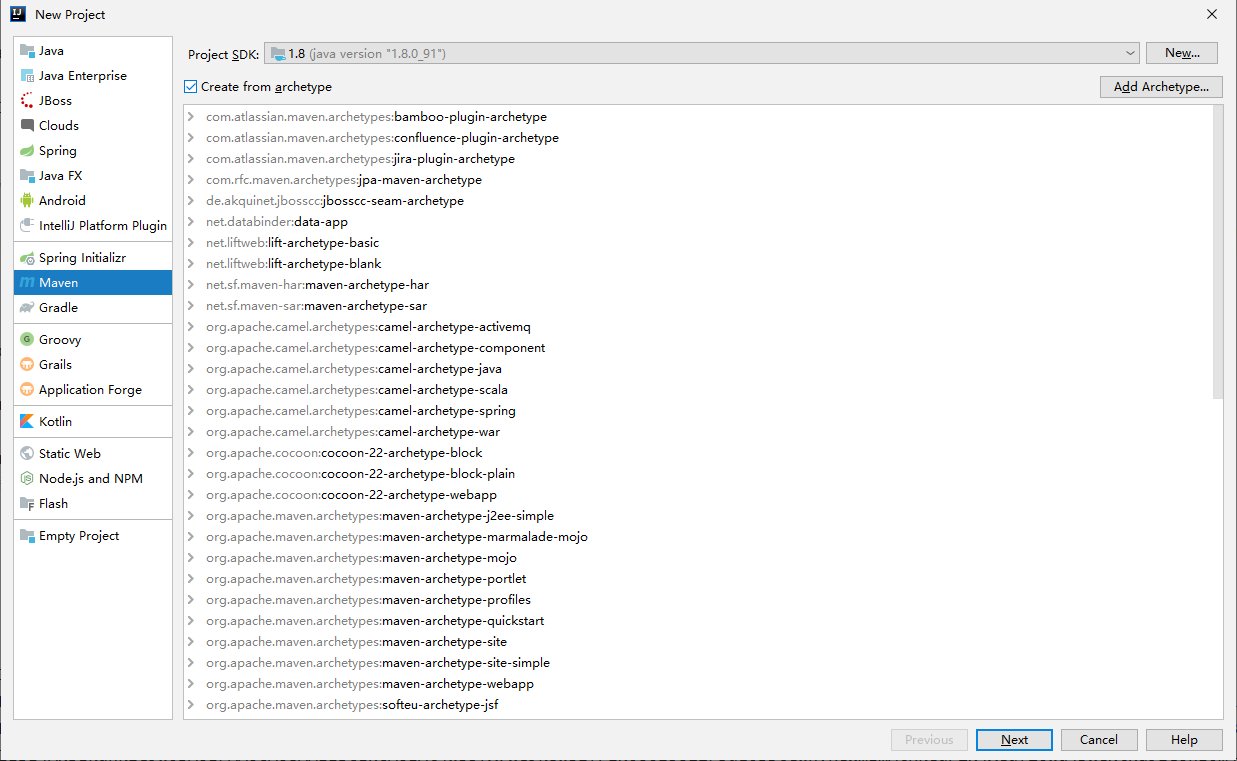 New Project
Java
Java Enterprise
JBoss
Clouds
Spring
Java FX
Android
IntelliJ Platform Plugin
Spring Initializr
Maven
Gradle
Groovy
Grails
Application Forge
Kotlin
Static Web
Node.js and NPM
Flash
Empty Project
Project SDK: 1.8 (java version "1.8.0_91") New...
Create from archetype Add Archetype...
com.atlassian.maven.archetypes:bamboo-plugin-archetype
com.atlassian.maven.archetypes:confluence-plugin-archetype
com.atlassian.maven.archetypes:jira-plugin-archetype
com.rfc.maven.archetypes:jpa-maven-archetype
de.akquinet.jbosscc:jbosscc-seam-archetype
net.databinder:data-app
net.liftweb:lift-archetype-basic
net.liftweb:lift-archetype-blank
net.sf.maven-har:maven-archetype-har
net.sf.maven-sar:maven-archetype-sar
org.apache.camel.archetypes:camel-archetype-activemq
org.apache.camel.archetypes:camel-archetype-component
org.apache.camel.archetypes:camel-archetype-java
org.apache.camel.archetypes:camel-archetype-scala
org.apache.camel.archetypes:camel-archetype-spring
org.apache.camel.archetypes:camel-archetype-war
org.apache.cocoon:cocoon-22-archetype-block
org.apache.cocoon:cocoon-22-archetype-block-plain
org.apache.cocoon:cocoon-22-archetype-webapp
org.apache.maven.archetypes:maven-archetype-j2ee-simple
org.apache.maven.archetypes:maven-archetype-marmalade-mojo
org.apache.maven.archetypes:maven-archetype-mojo
org.apache.maven.archetypes:maven-archetype-portlet
org.apache.maven.archetypes:maven-archetype-profiles
org.apache.maven.archetypes:maven-archetype-quickstart
org.apache.maven.archetypes:maven-archetype-site
org.apache.maven.archetypes:maven-archetype-site-simple
org.apache.maven.archetypes:maven-archetype-webapp
org.apache.maven.archetypes:softeu-archetype-jsf
Previous Next Cancel Help